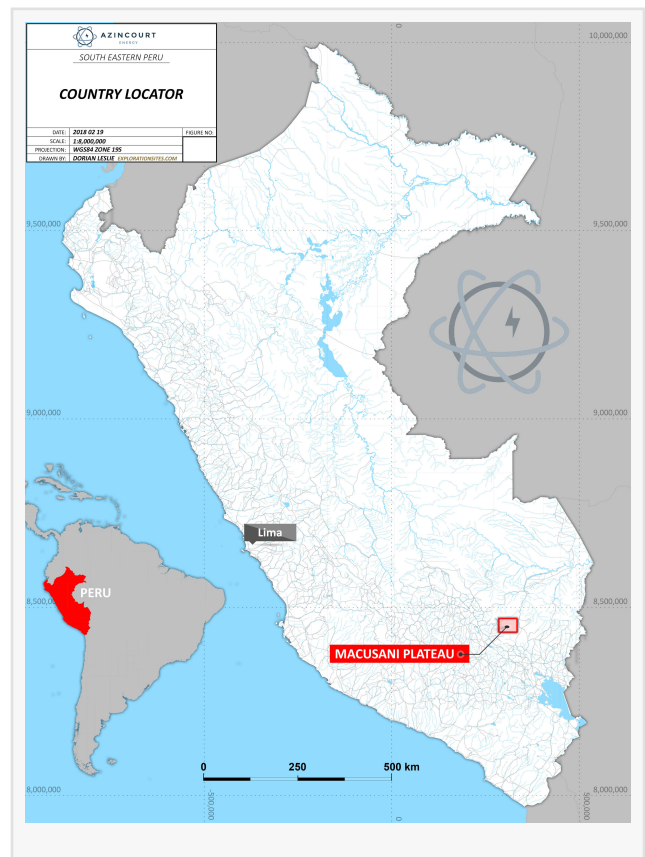 AZINCOURT
ENERGY
SOUTH EASTERN PERU
COUNTRY LOCATOR
DATE: 2018 02 19
FIGURE NO:
SCALE: 1:8,000,000
PROJECTION: WGS84 ZONE 19S
DRAWN BY: DORIAN LESLIE EXPLORATIONSITES.COM
0
10,000,000
9,500,000
9,500,000
9,000,000
9,000,000
Lima
PERU
8,500,000
8,500,000
MACUSANI PLATEAU
0
250
500 km
8,000,000
8,000,000
-500,000
0
500,000